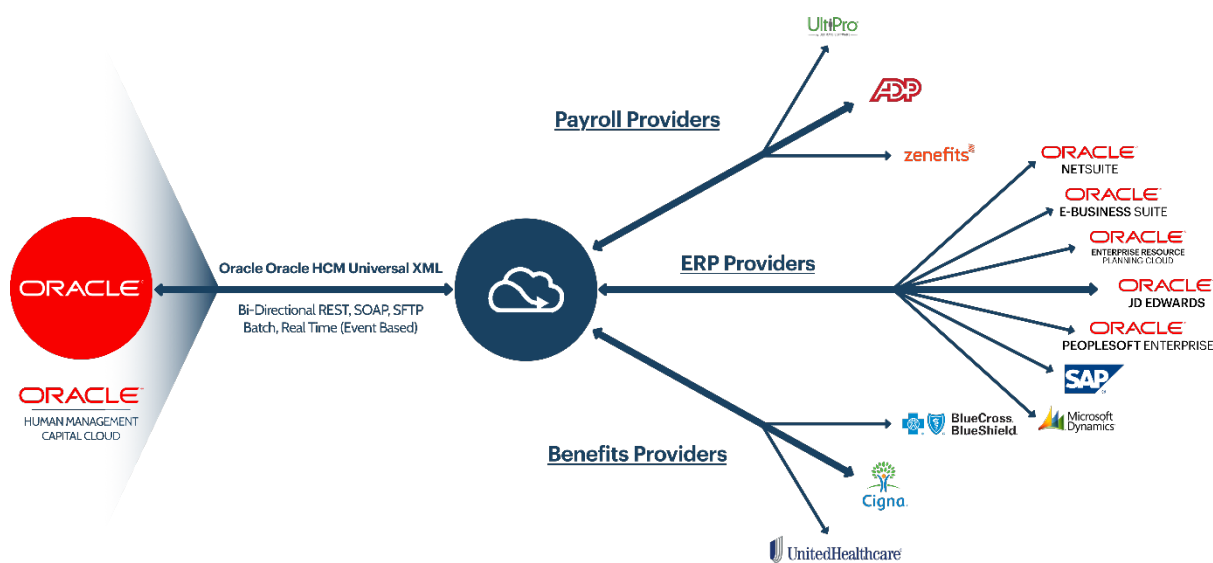 UltiPro
ADP
Payroll Providers
zenefits
ORACLE
NETSUITE
ORACLE
E-BUSINESS SUITE
ORACLE
ENTERPRISE RESOURCE
PLANNING CLOUD
ERP Providers
Oracle Oracle HCM Universal XML
ORACLE
ORACLE
JD EDWARDS
Bi-Directional REST, SOAP, SFTP
Batch, Real Time (Event Based)
ORACLE
PEOPLESOFT ENTERPRISE
SAP
ORACLE
HUMAN MANAGEMENT
CAPITAL CLOUD
BlueCross
BlueShield
Microsoft
Dynamics
Benefits Providers
Cigna
UnitedHealthcare